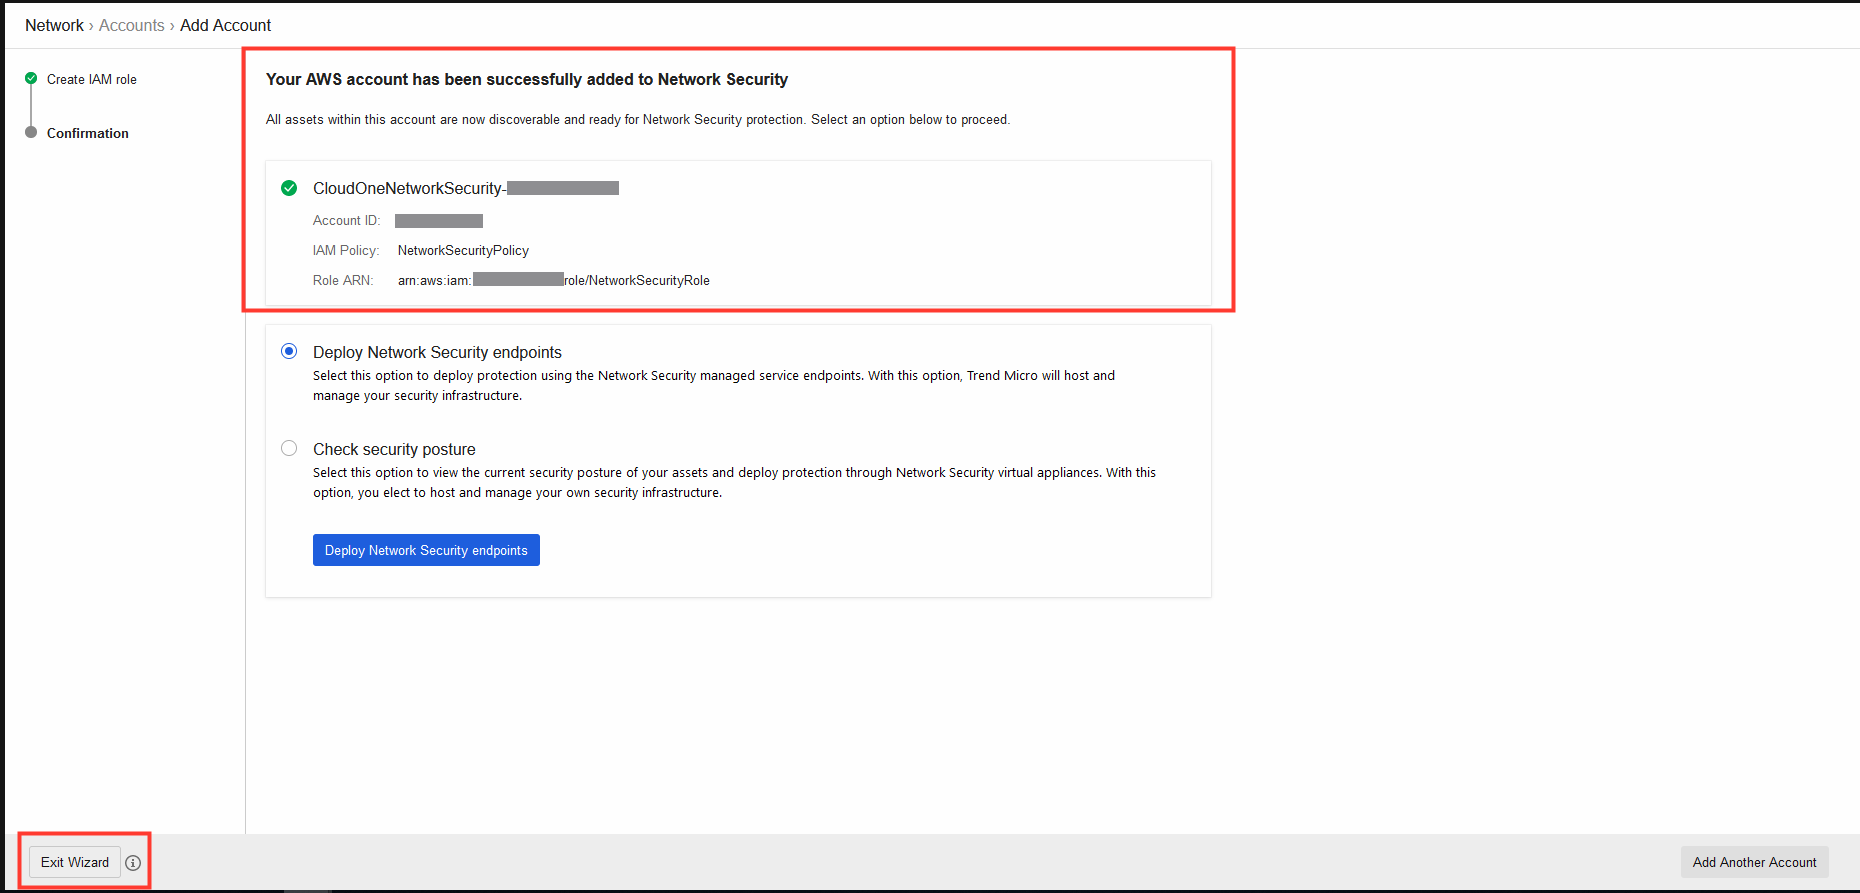 Network › Accounts › Add Account
Create IAM role
Confirmation
Your AWS account has been successfully added to Network Security
All assets within this account are now discoverable and ready for Network Security protection. Select an option below to proceed.
CloudOneNetworkSecurity-
Account ID:
IAM Policy: NetworkSecurityPolicy
Role ARN: arn:aws:iam: role/NetworkSecurityRole
Deploy Network Security endpoints
Select this option to deploy protection using the Network Security managed service endpoints. With this option, Trend Micro will host and
manage your security infrastructure.
Check security posture
Select this option to view the current security posture of your assets and deploy protection through Network Security virtual appliances. With this
option, you elect to host and manage your own security infrastructure.
Deploy Network Security endpoints
Exit Wizard
Add Another Account